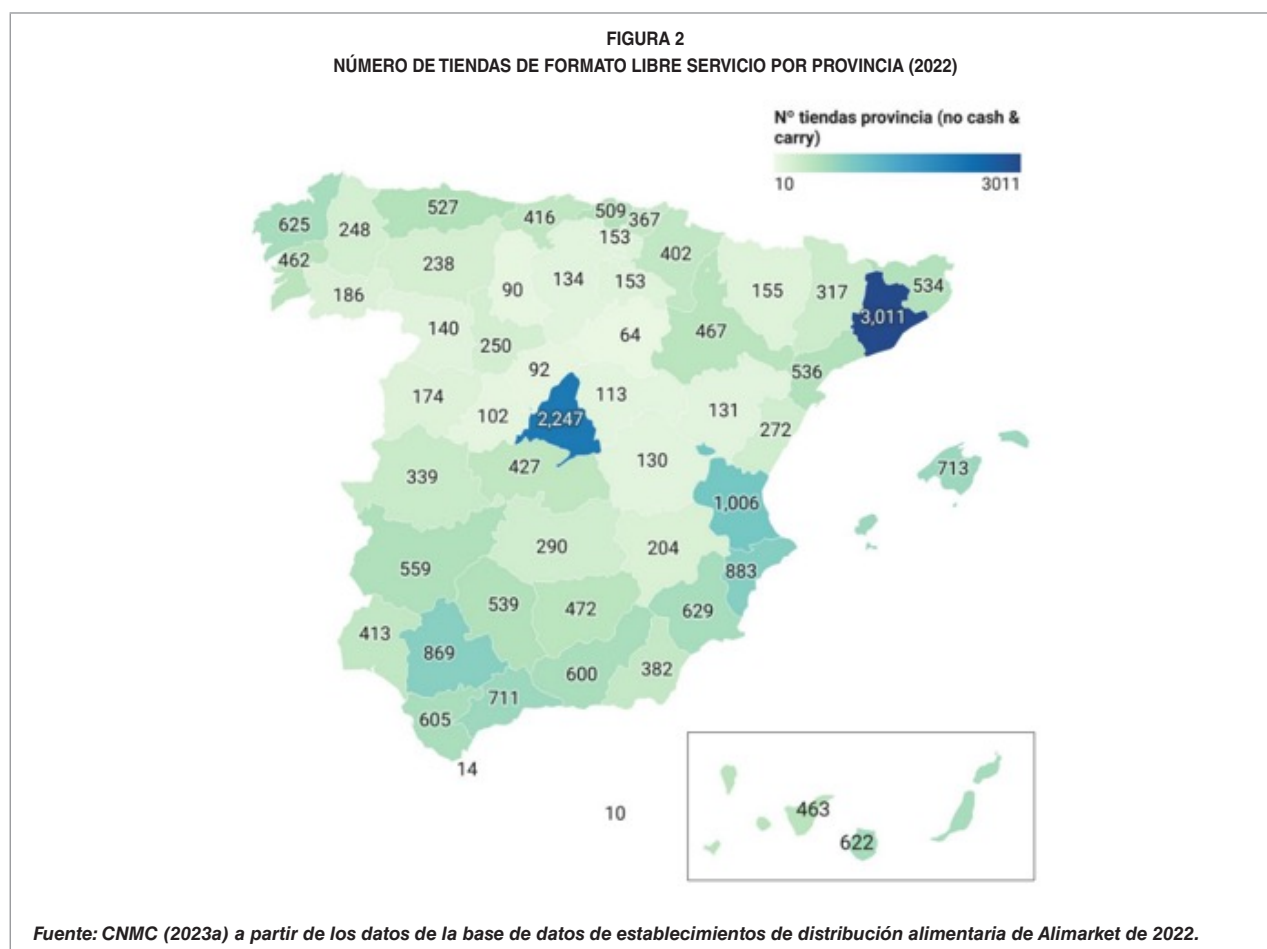 FIGURA 2
NÚMERO DE TIENDAS DE FORMATO LIBRE SERVICIO POR PROVINCIA (2022)
Nº tiendas provincia (no cash &
carry)
10 3011
625 248 527 416 509 367
153
462 238 402
186 90 134 153 155 317 534
140 250 64 467 3,011
92 536
174 102 2,247 113 131 272
339 427 130 713
1,006
559 290 204 883
539 472 629
413 869 600 382
605 711
14
10
463
622
Fuente: CNMC (2023a) a partir de los datos de la base de datos de establecimientos de distribución alimentaria de Alimarket de 2022.